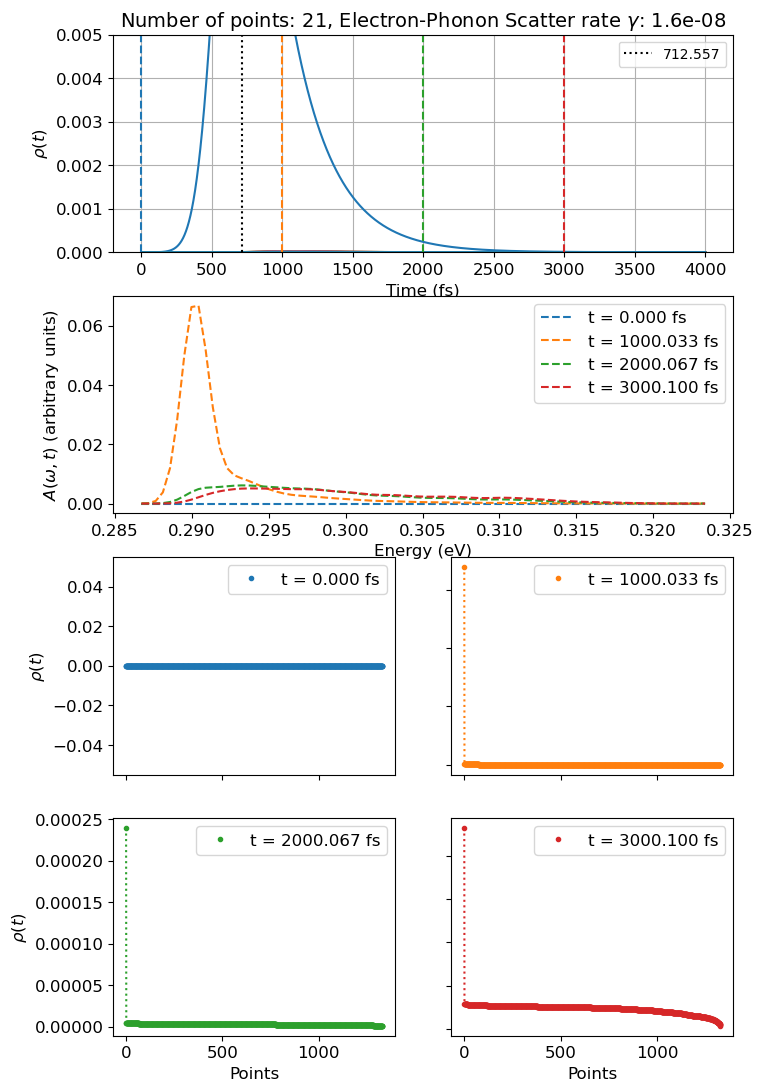 Number of points: 21, Electron-Phonon Scatter rate γ: 1.6e-08
0.005
0.004
0.003
0.002
0.001
0.000
ρ(t)
712.557
0 500 1000 1500 2000 2500 3000 3500 4000
Time (fs)
0.06
0.04
0.02
0.00
A(ω, t) (arbitrary units)
t = 0.000 fs
t = 1000.033 fs
t = 2000.067 fs
t = 3000.100 fs
0.285 0.290 0.295 0.300 0.305 0.310 0.315 0.320 0.325
Energy (eV)
0.04
0.02
0.00
−0.02
−0.04
ρ(t)
t = 0.000 fs
t = 1000.033 fs
0.00025
0.00020
0.00015
0.00010
0.00005
0.00000
ρ(t)
t = 2000.067 fs
0 500 1000
Points
t = 3000.100 fs
0 500 1000
Points